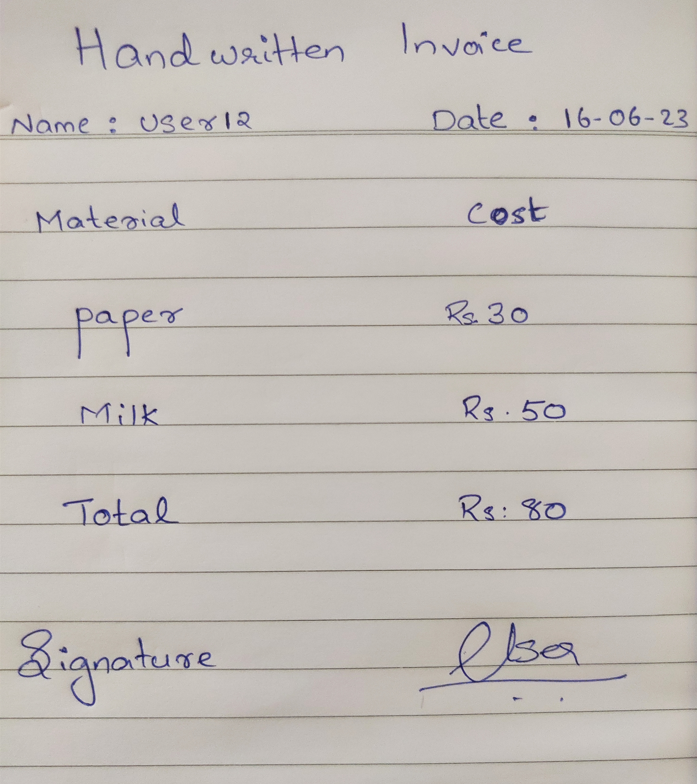 Handwritten Invoice
Name : User12 Date : 16-06-23
Material Cost
paper Rs. 30
Milk Rs. 50
Total Rs: 80
Signature User